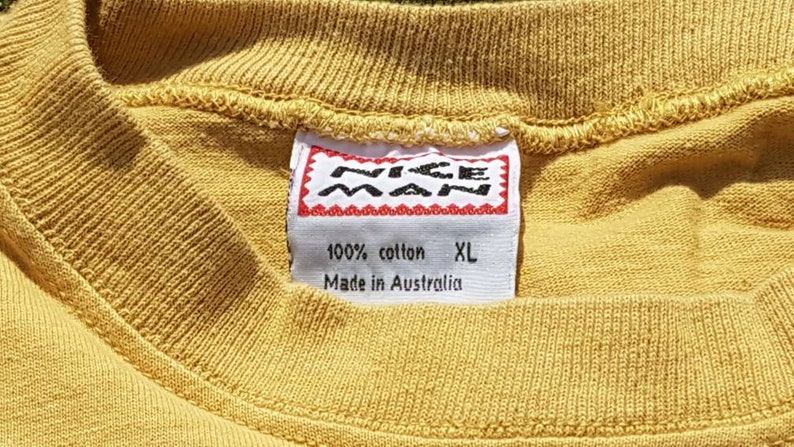 NICE
MAN
100% cotton XL
Made in Australia